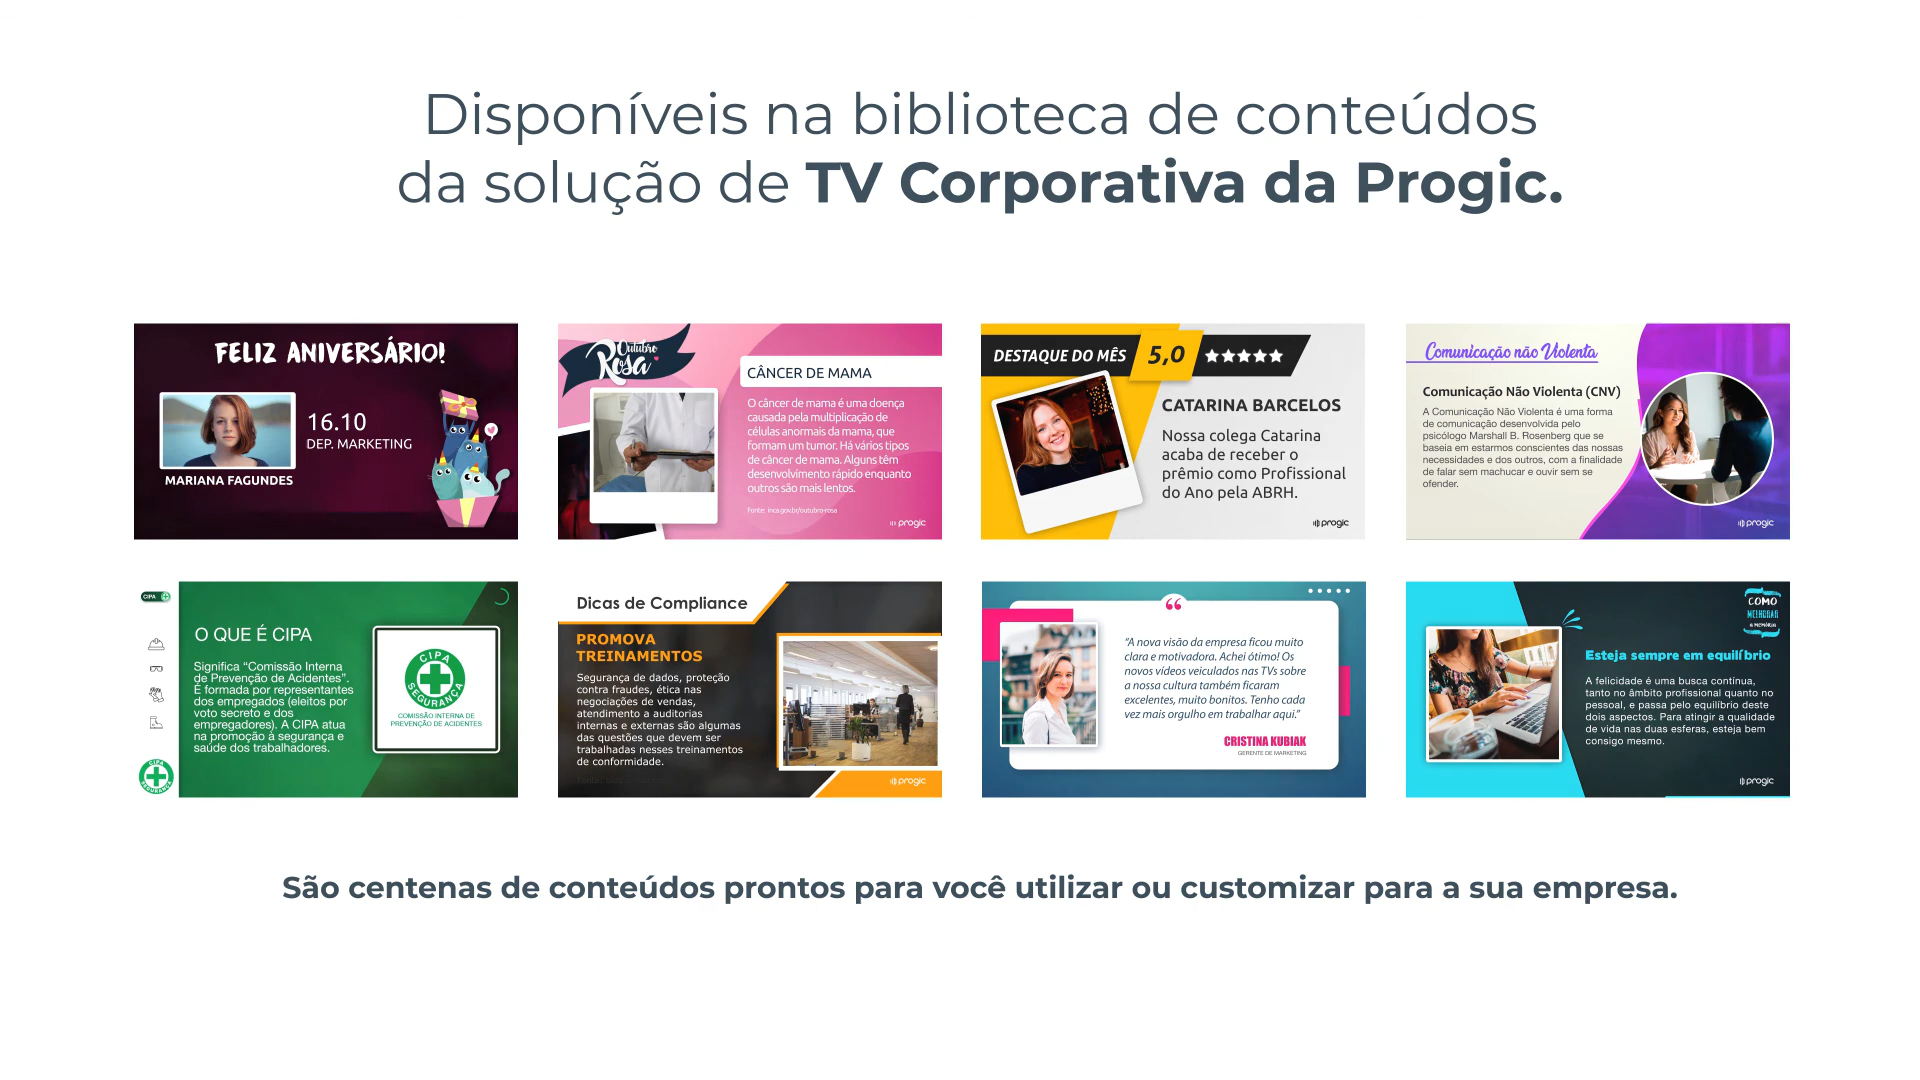 Disponíveis na biblioteca de conteúdos
da solução de TV Corporativa da Progic.
FELIZ ANIVERSÁRIO!
16.10
DEP. MARKETING
MARIANA FAGUNDES
Outubro
Rosa
CÂNCER DE MAMA
O câncer de mama é uma doença
causada pela multiplicação de
células anormais da mama, que
formam um tumor. Há vários tipos
de câncer de mama. Alguns têm
desenvolvimento rápido enquanto
outros são mais lentos.
Fonte: inca.gov.br/outubro-rosa
progic
DESTAQUE DO MÊS 5,0
CATARINA BARCELOS
Nossa colega Catarina
acaba de receber o
prêmio como Profissional
do Ano pela ABRH.
progic
Comunicação não Violenta
Comunicação Não Violenta (CNV)
A Comunicação Não Violenta é uma forma
de comunicação desenvolvida pelo
psicólogo Marshall B. Rosenberg que se
baseia em estarmos conscientes das nossas
necessidades e dos outros, com a finalidade
de falar sem machucar e ouvir sem se
ofender.
progic
CIPA
O QUE É CIPA
Significa “Comissão Interna
de Prevenção de Acidentes”.
É formada por representantes
dos empregados (eleitos por
voto secreto e dos
empregadores). A CIPA atua
na promoção à segurança e
saúde dos trabalhadores.
CIPA
SEGURANÇA
COMISSÃO INTERNA DE
PREVENÇÃO DE ACIDENTES
CIPA
SEGURANÇA
Dicas de Compliance
PROMOVA
TREINAMENTOS
Segurança de dados, proteção
contra fraudes, ética nas
negociações de vendas,
atendimento a auditorias
internas e externas são algumas
das questões que devem ser
trabalhadas nesses treinamentos
de conformidade.
progic
“A nova visão da empresa ficou muito
clara e motivadora. Achei ótimo! Os
novos vídeos veiculados nas TVs sobre
a nossa cultura também ficaram
excelentes, muito bonitos. Tenho cada
vez mais orgulho em trabalhar aqui.”
CRISTINA KUBIAK
GERENTE DE MARKETING
COMO
MELHORAR
A MEMÓRIA
Esteja sempre em equilíbrio
A felicidade é uma busca contínua,
tanto no âmbito profissional quanto no
pessoal, e passa pelo equilíbrio deste
dois aspectos. Para atingir a qualidade
de vida nas duas esferas, esteja bem
consigo mesmo.
progic
São centenas de conteúdos prontos para você utilizar ou customizar para a sua empresa.